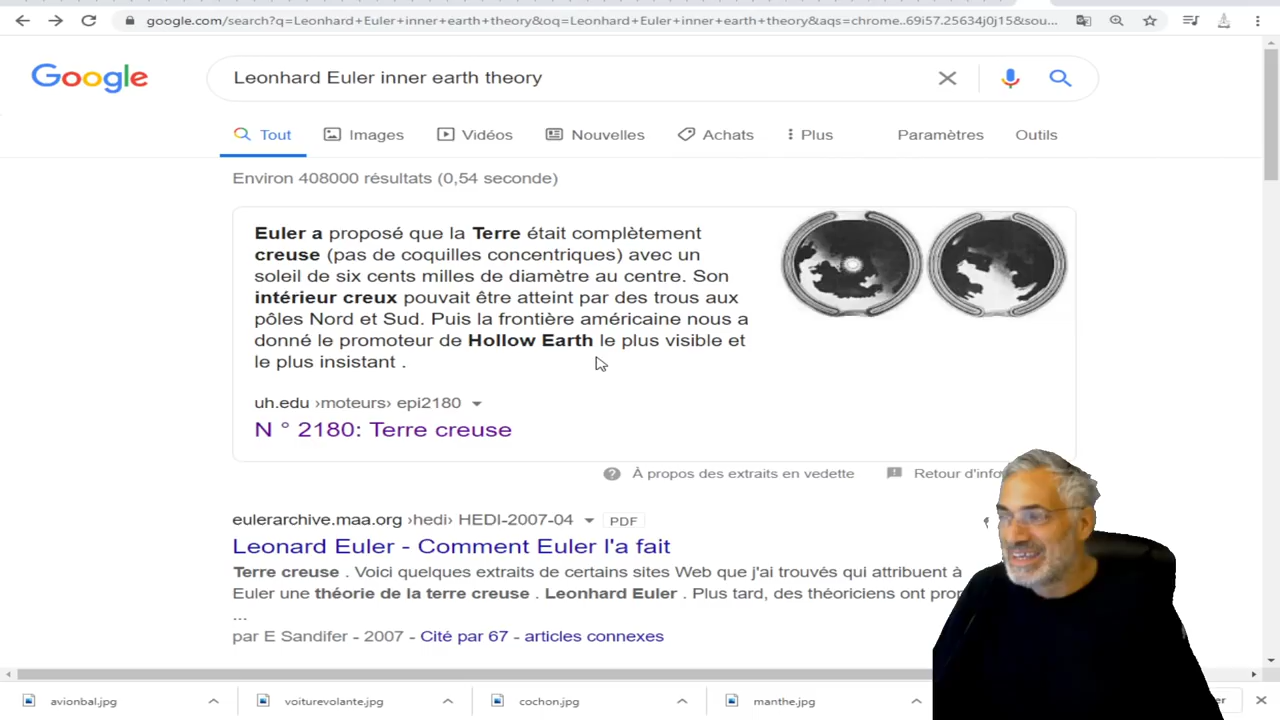 google.com/search?q=Leonhard+Euler+inner+earth+theory&oq=Leonhard+Euler+inner+earth+theory&aqs=chrome..69i57.25634j0j15&sou...
Google
Leonhard Euler inner earth theory
Tout Images Vidéos Nouvelles Achats Plus Paramètres Outils
Environ 408000 résultats (0,54 seconde)
Euler a proposé que la Terre était complètement
creuse (pas de coquilles concentriques) avec un
soleil de six cents milles de diamètre au centre. Son
intérieur creux pouvait être atteint par des trous aux
pôles Nord et Sud. Puis la frontière américaine nous a
donné le promoteur de Hollow Earth le plus visible et
le plus insistant .
uh.edu ›moteurs› epi2180
N ° 2180: Terre creuse
À propos des extraits en vedette Retour d'info
eulerarchive.maa.org ›hedi› HEDI-2007-04 PDF
Leonard Euler - Comment Euler l'a fait
Terre creuse . Voici quelques extraits de certains sites Web que j'ai trouvés qui attribuent à
Euler une théorie de la terre creuse . Leonhard Euler . Plus tard, des théoriciens ont
...
par E Sandifer - 2007 - Cité par 67 - articles connexes
avionbal.jpg voiturevolante.jpg cochon.jpg manthe.jpg